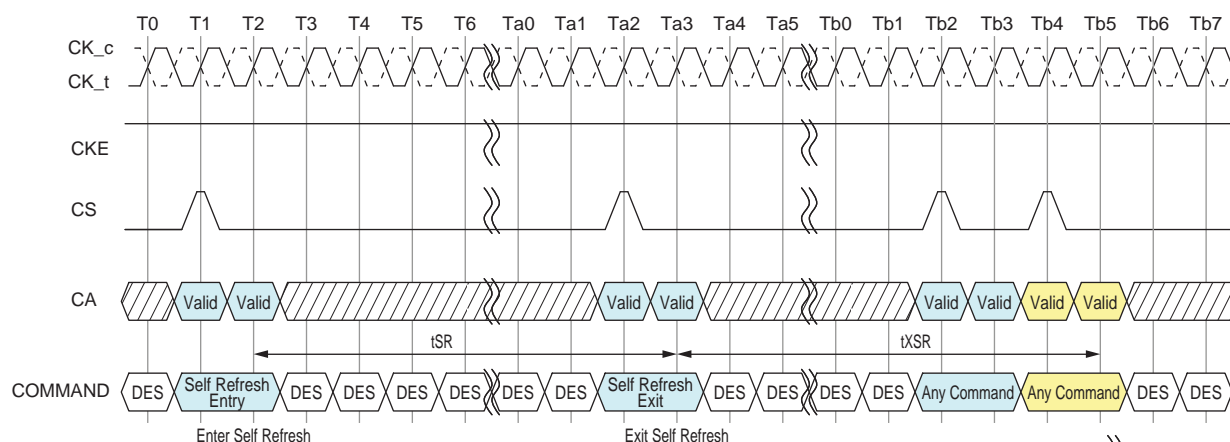 T0 T1 T2 T3 T4 T5 T6 Ta0 Ta1 Ta2 Ta3 Ta4 Ta5 Tb0 Tb1 Tb2 Tb3 Tb4 Tb5 Tb6 Tb7
CK_c
CK_t
CKE
CS
CA Valid Valid Valid Valid Valid Valid Valid Valid
tSR tXSR
COMMAND DES Self Refresh Entry DES DES DES DES DES DES Self Refresh Exit DES DES DES DES Any Command Any Command DES DES
Enter Self Refresh Exit Self Refresh